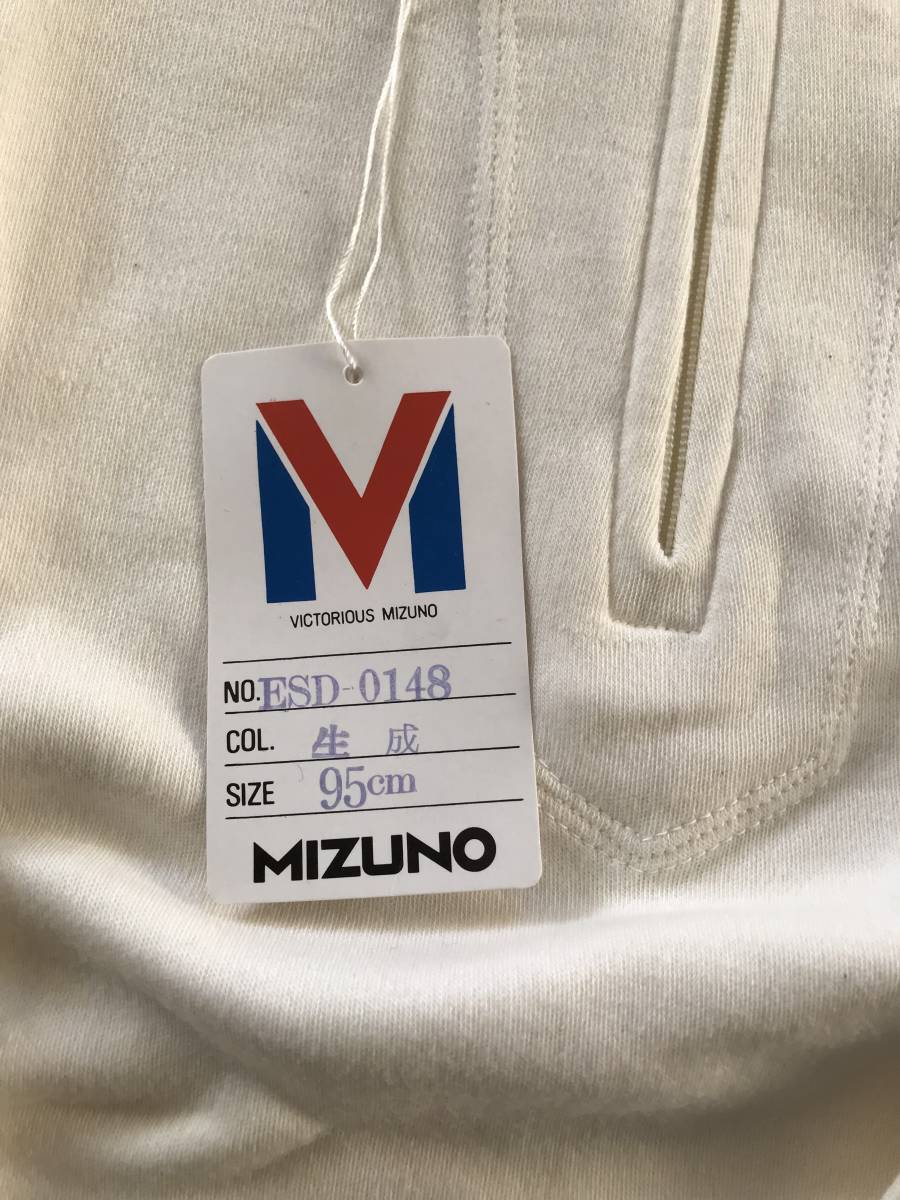 VICTORIOUS MIZUNO
NO. ESD-0148
COL. 生 成
SIZE 95cm
MIZUNO